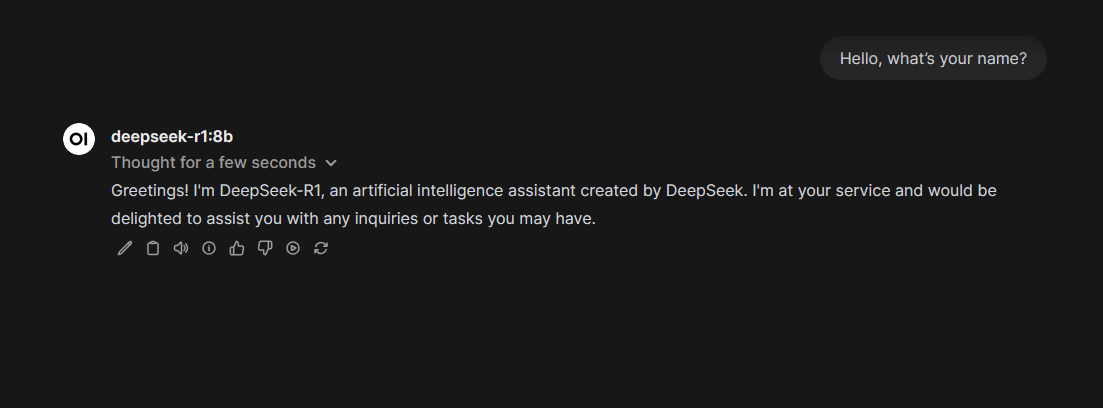 Hello, what’s your name?
OI
deepseek-r1:8b
Thought for a few seconds
Greetings! I'm DeepSeek-R1, an artificial intelligence assistant created by DeepSeek. I'm at your service and would be
delighted to assist you with any inquiries or tasks you may have.